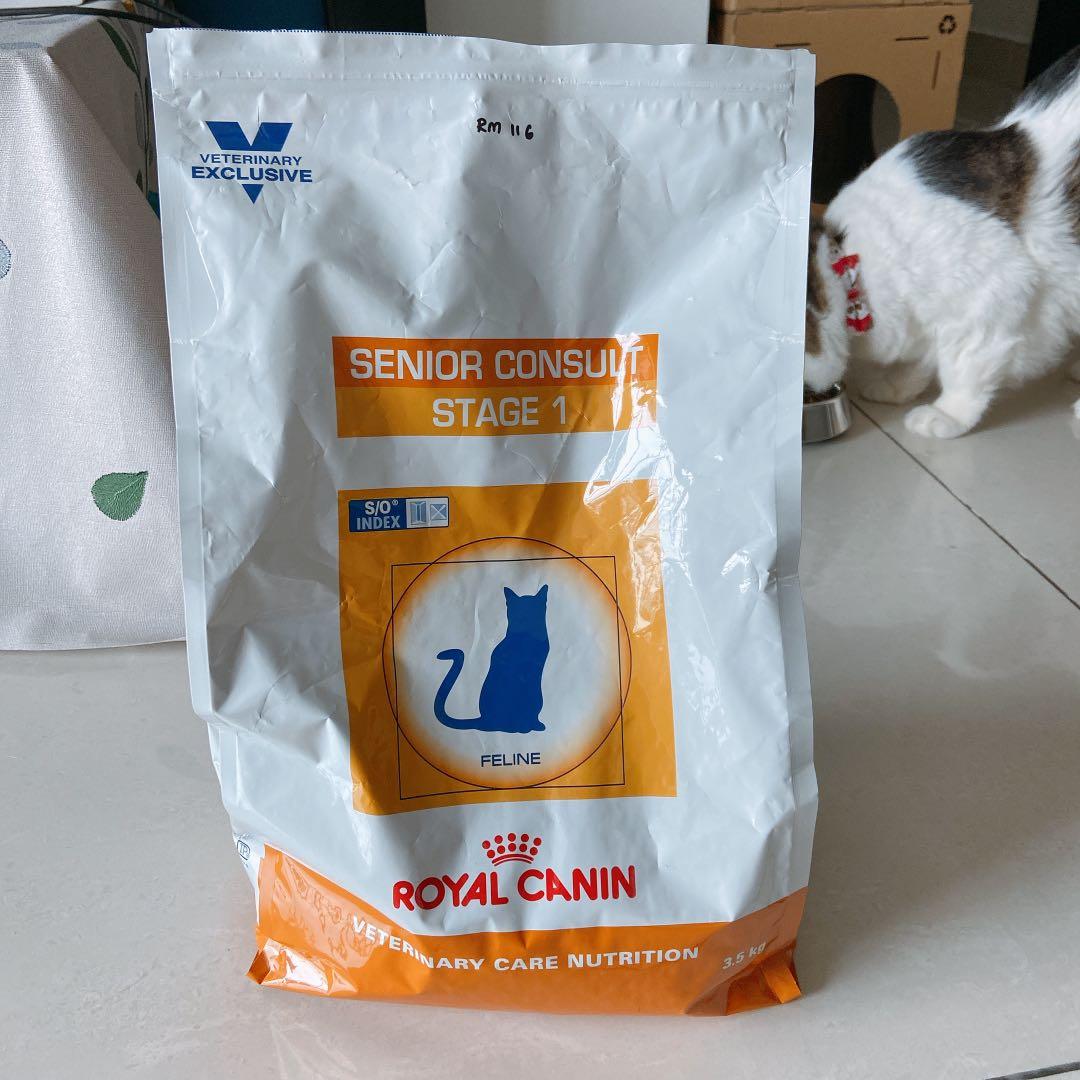 RM 116
VETERINARY
EXCLUSIVE
SENIOR CONSULT
STAGE 1
S/O®
INDEX
FELINE
ROYAL CANIN
VETERINARY CARE NUTRITION
3.5 kg